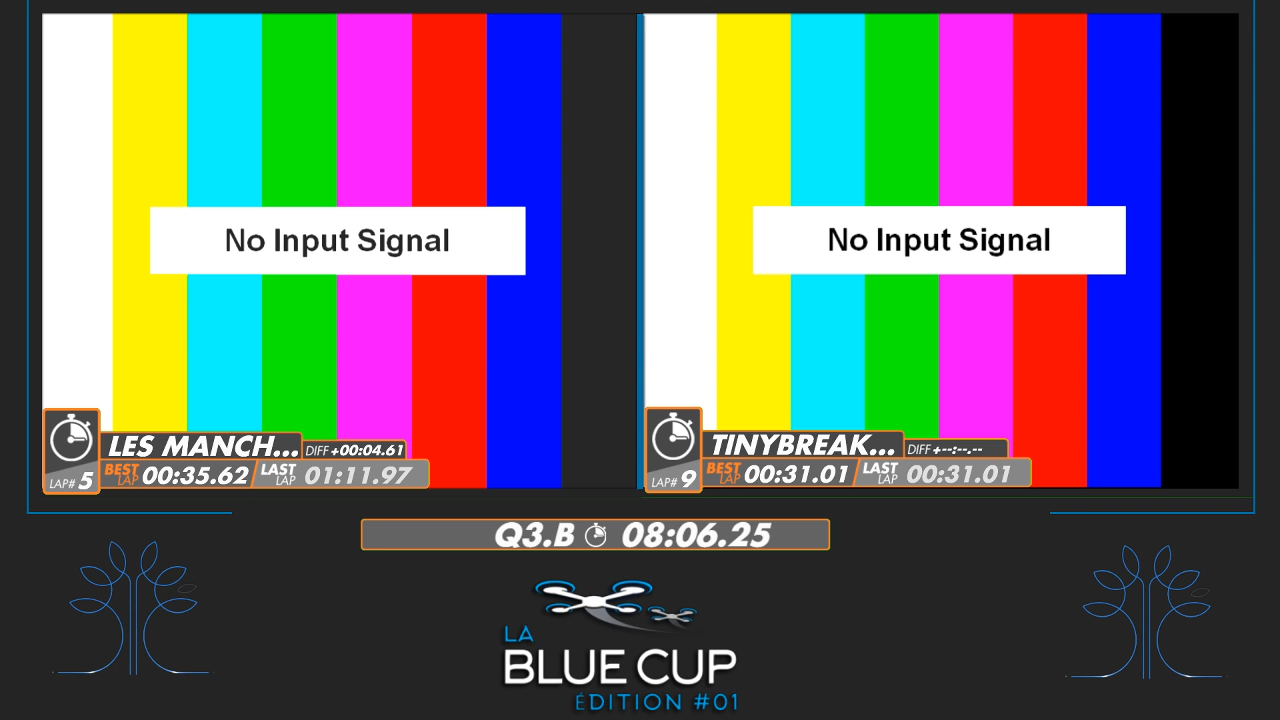 No Input Signal
No Input Signal
LES MANCH... DIFF +00:04.61
LAP# 5 BEST LAP 00:35.62 LAST LAP 01:11.97
TINYBREAK... DIFF +--:--.--
LAP# 9 BEST LAP 00:31.01 LAST LAP 00:31.01
Q3.B 08:06.25
LA
BLUE CUP
ÉDITION #01